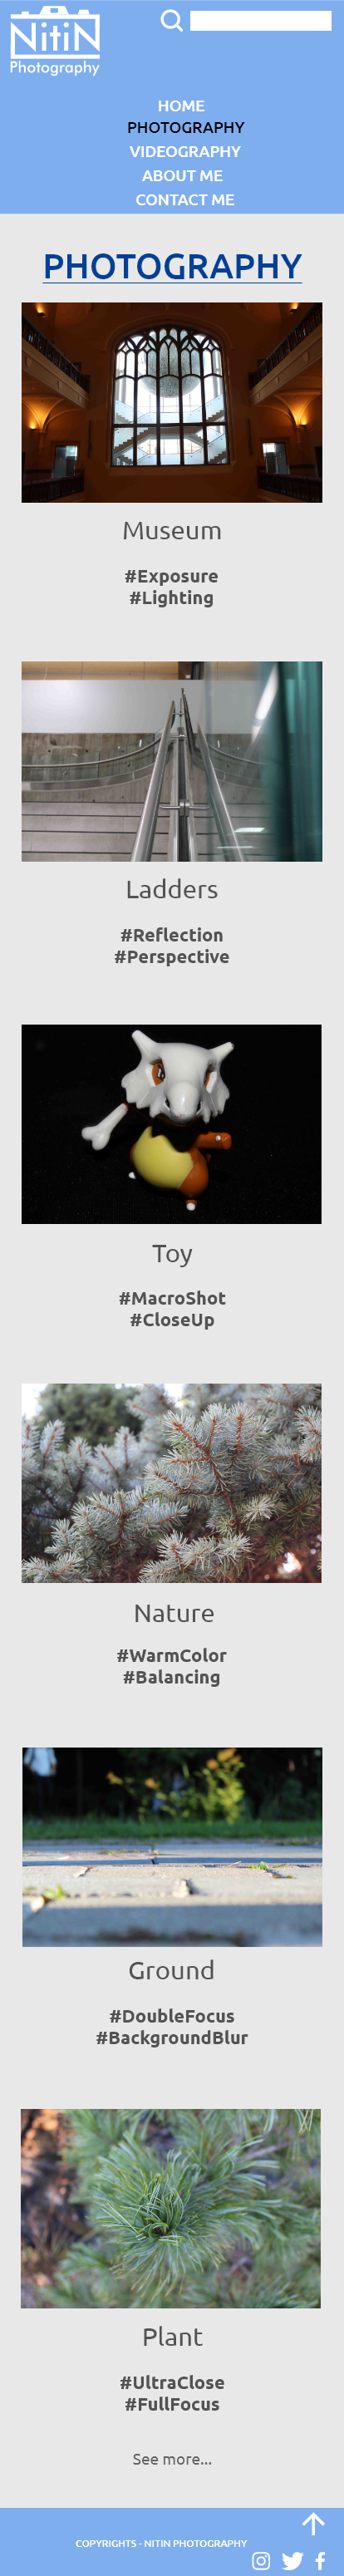 NitiN
Photography
HOME
PHOTOGRAPHY
VIDEOGRAPHY
ABOUT ME
CONTACT ME
PHOTOGRAPHY
Museum
#Exposure
#Lighting
Ladders
#Reflection
#Perspective
Toy
#MacroShot
#CloseUp
Nature
#WarmColor
#Balancing
Ground
#DoubleFocus
#BackgroundBlur
Plant
#UltraClose
#FullFocus
See more...
COPYRIGHTS - NITIN PHOTOGRAPHY